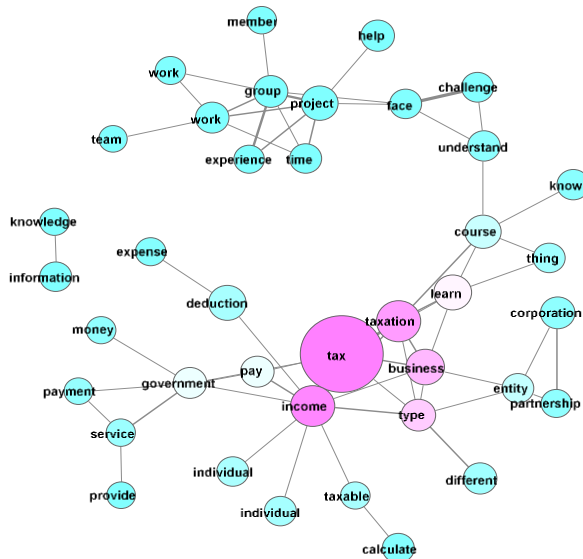 member
help
work
challenge
group
project
face
work
team
understand
experience
time
know
knowledge
course
expense
thing
information
learn
deduction
corporation
taxation
money
tax
business
pay
government
entity
payment
income
partnership
type
service
individual
different
provide
taxable
individual
calculate